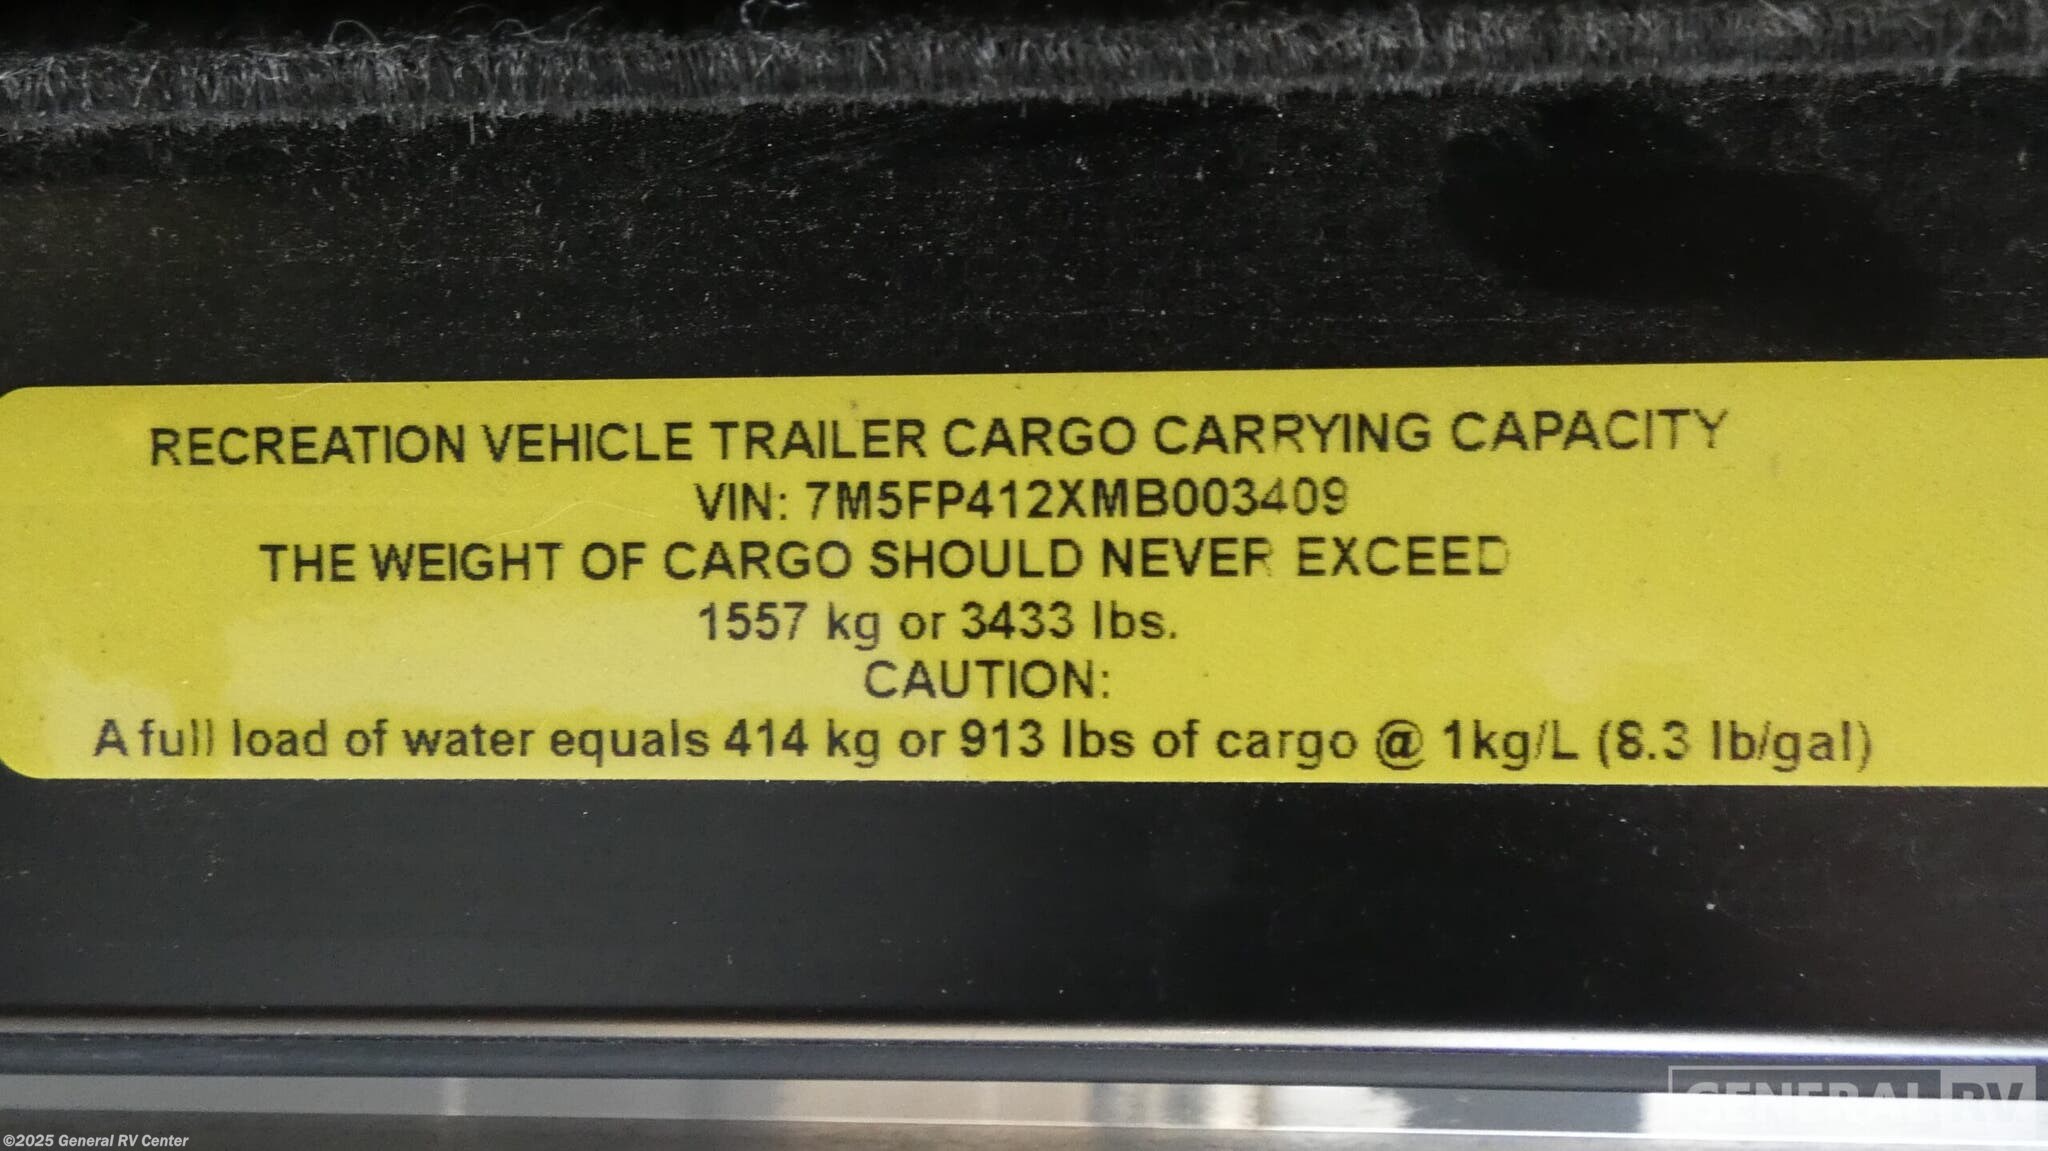 RECREATION VEHICLE TRAILER CARGO CARRYING CAPACITY
VIN: 7M5FP412XMB003409
THE WEIGHT OF CARGO SHOULD NEVER EXCEED
1557 kg or 3433 lbs.
CAUTION:
A full load of water equals 414 kg or 913 lbs of cargo @ 1kg/L (8.3 lb/gal)
GENERAL RV
©2025 General RV Center